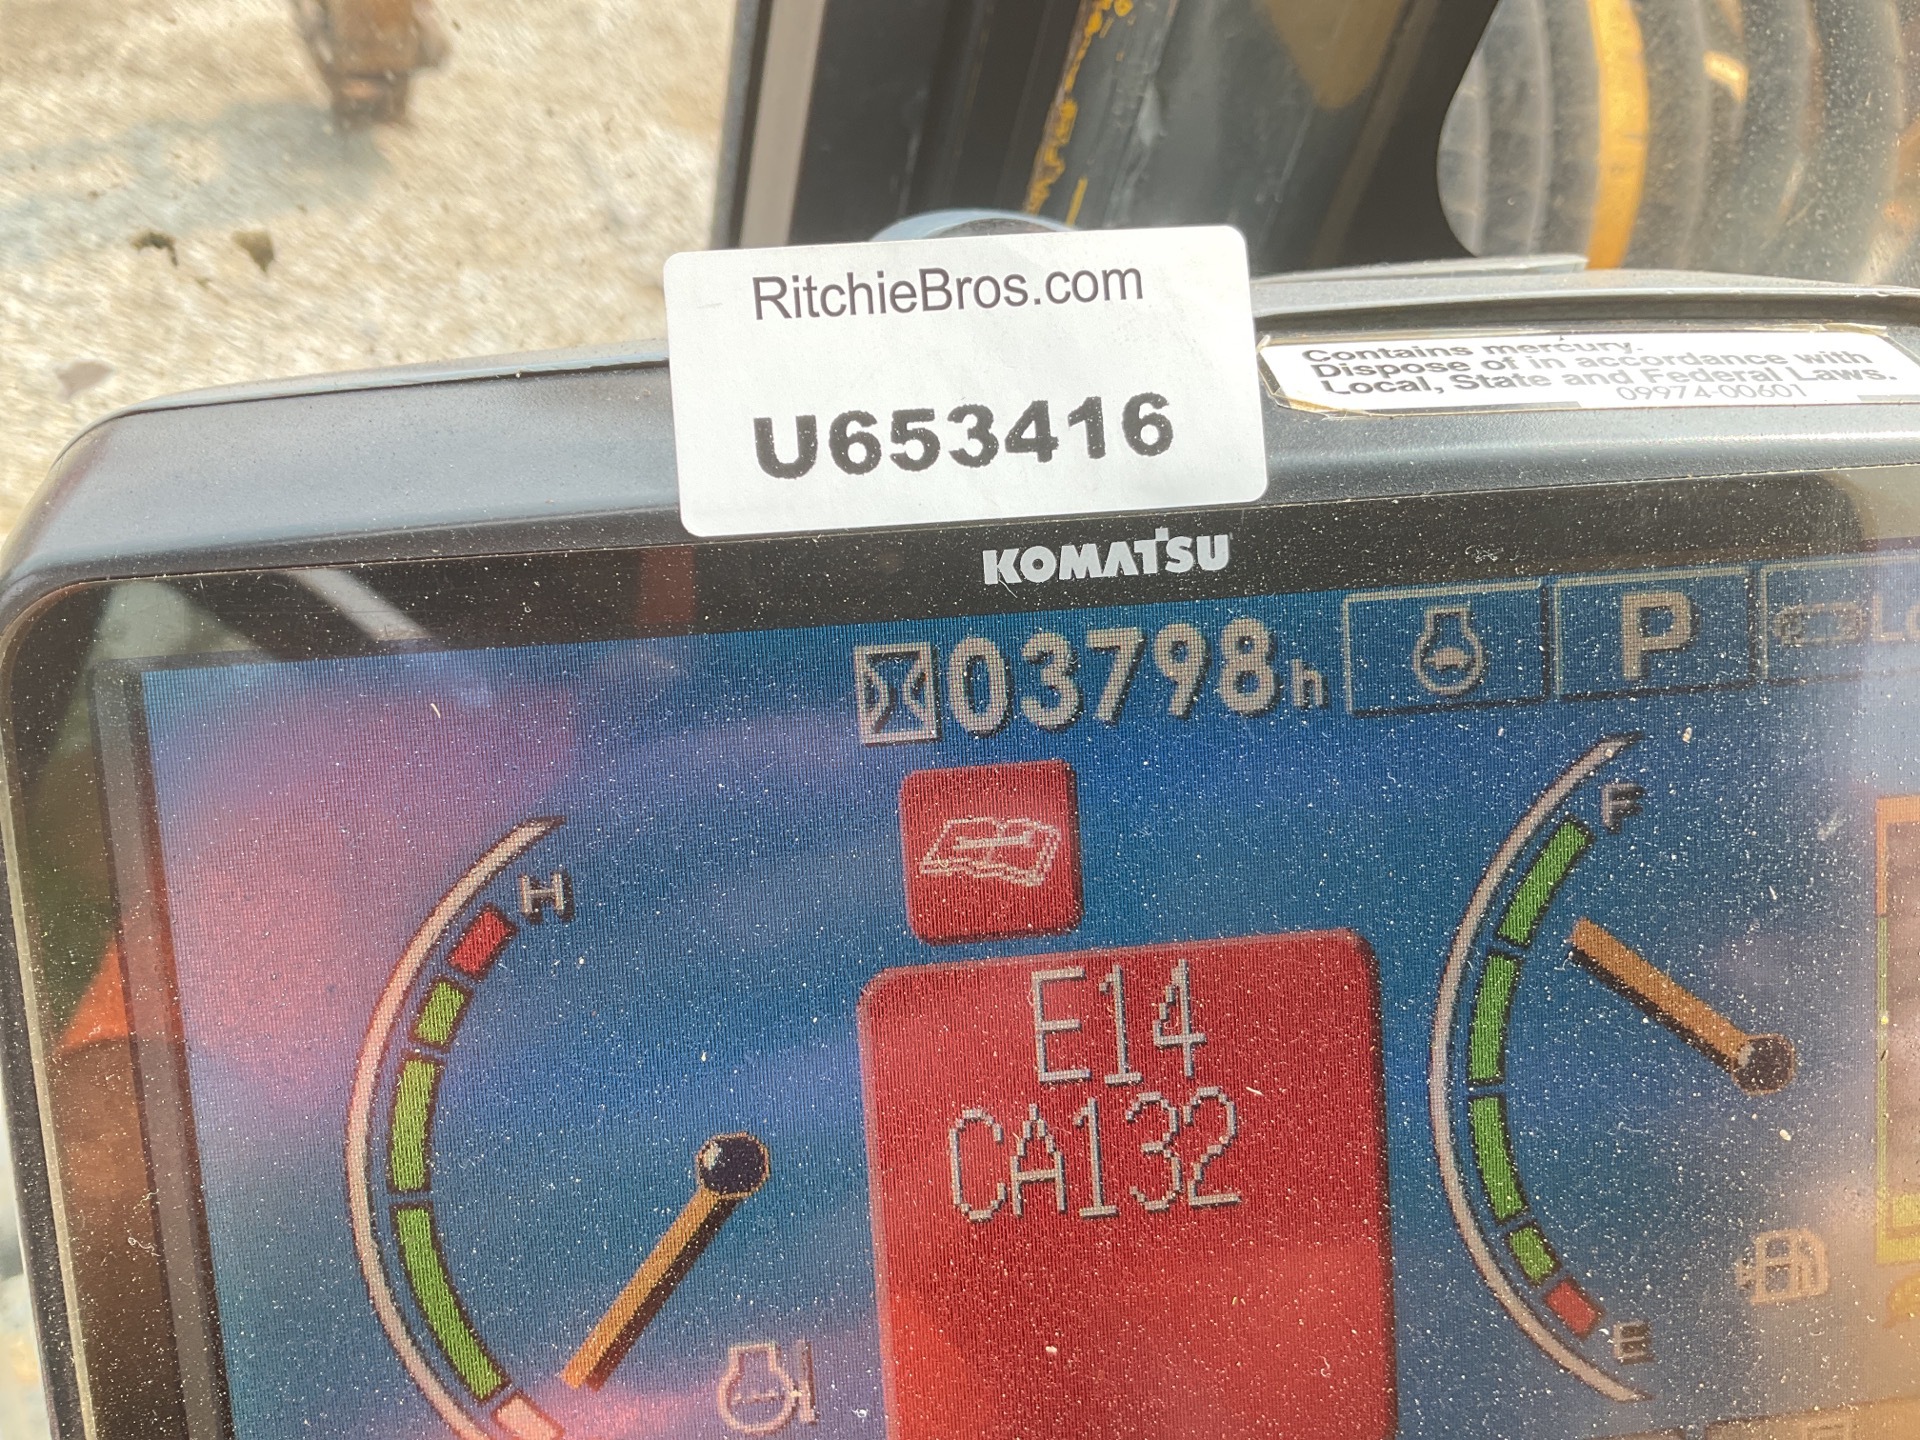 RitchieBros.com
U653416
Contains mercury.
Dispose of in accordance with
Local, State and Federal Laws.
09974-00601
KOMATSU
03798h
P
H
F
E14
CA132
E